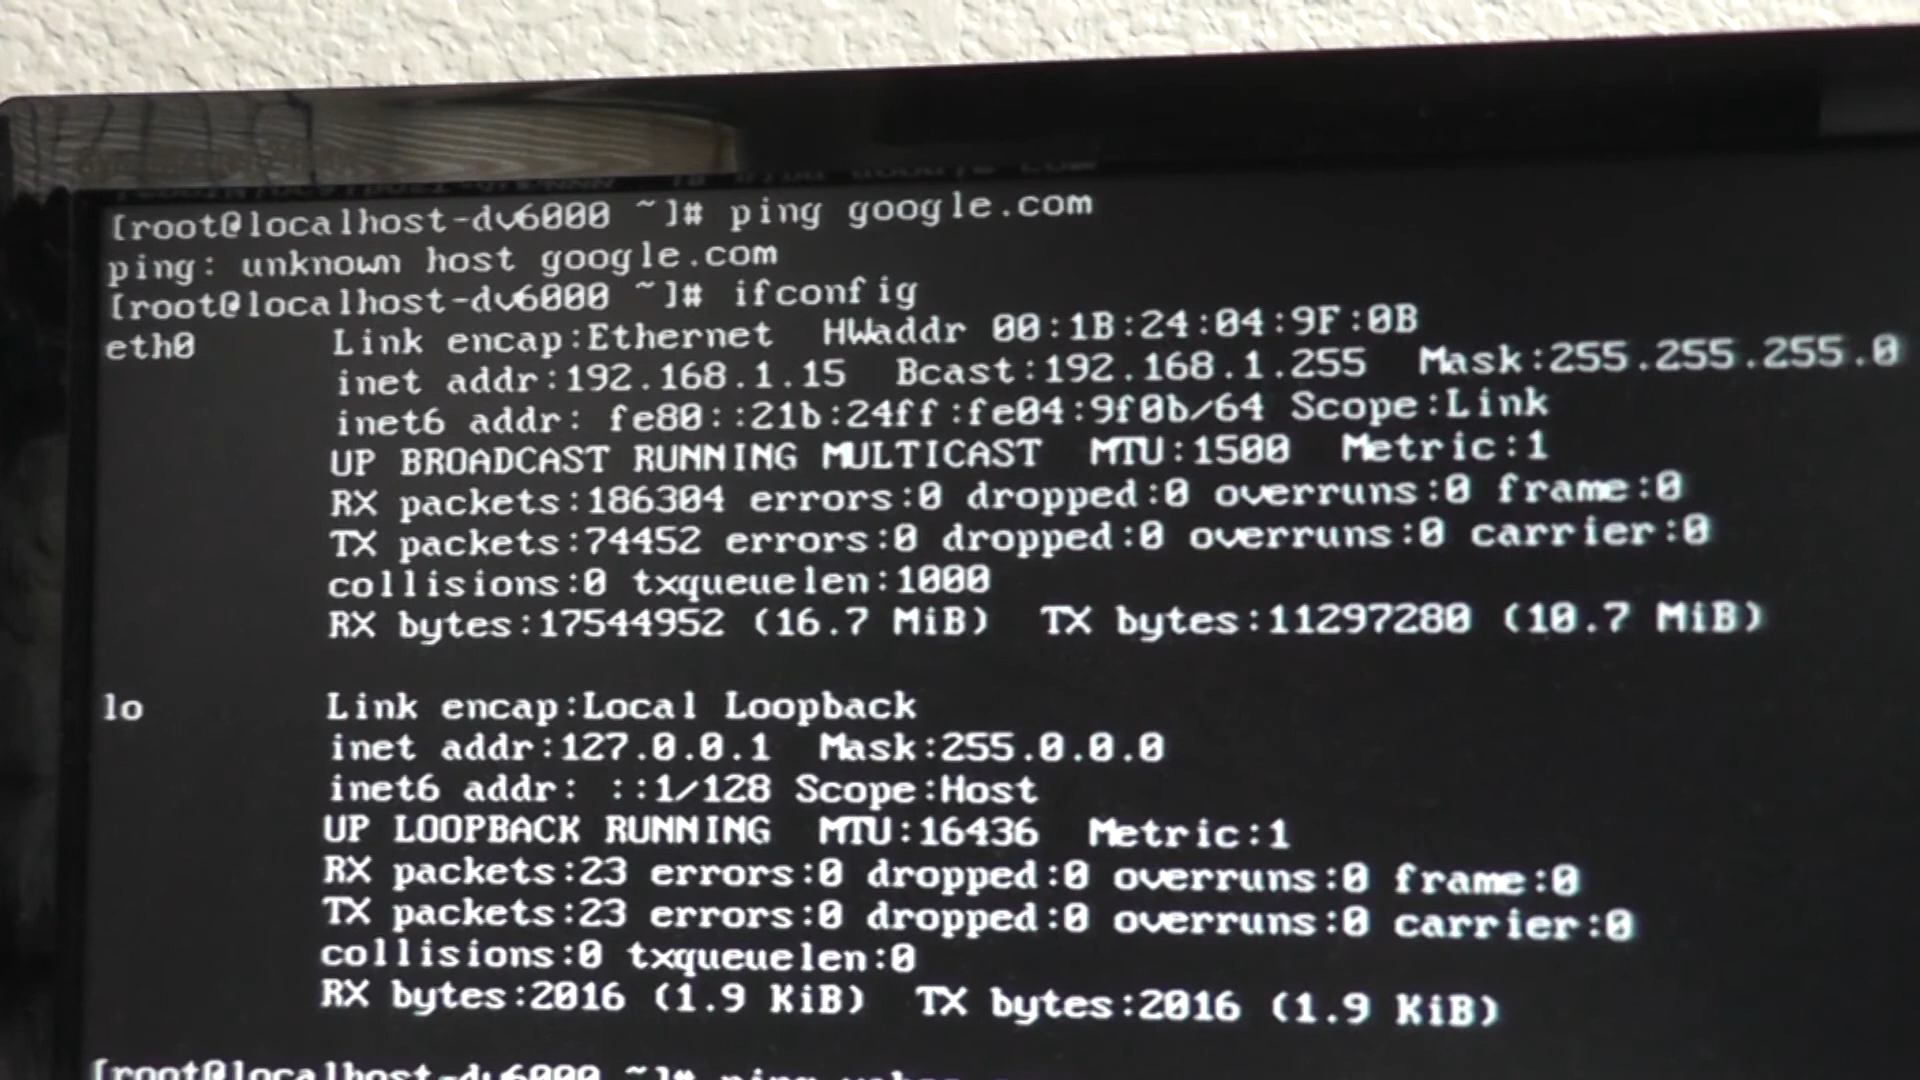 [root@localhost-dv6000 ~]# ping google.com
ping: unknown host google.com
[root@localhost-dv6000 ~]# ifconfig
eth0 Link encap:Ethernet HWaddr 00:1B:24:04:9F:0B
inet addr:192.168.1.15 Bcast:192.168.1.255 Mask:255.255.255.0
inet6 addr: fe80::21b:24ff:fe04:9f0b/64 Scope:Link
UP BROADCAST RUNNING MULTICAST MTU:1500 Metric:1
RX packets:186304 errors:0 dropped:0 overruns:0 frame:0
TX packets:74452 errors:0 dropped:0 overruns:0 carrier:0
collisions:0 txqueuelen:1000
RX bytes:17544952 (16.7 MiB) TX bytes:11297280 (10.7 MiB)
lo Link encap:Local Loopback
inet addr:127.0.0.1 Mask:255.0.0.0
inet6 addr: ::1/128 Scope:Host
UP LOOPBACK RUNNING MTU:16436 Metric:1
RX packets:23 errors:0 dropped:0 overruns:0 frame:0
TX packets:23 errors:0 dropped:0 overruns:0 carrier:0
collisions:0 txqueuelen:0
RX bytes:2016 (1.9 KiB) TX bytes:2016 (1.9 KiB)
[root@localhost-dv6000 ~]# ping